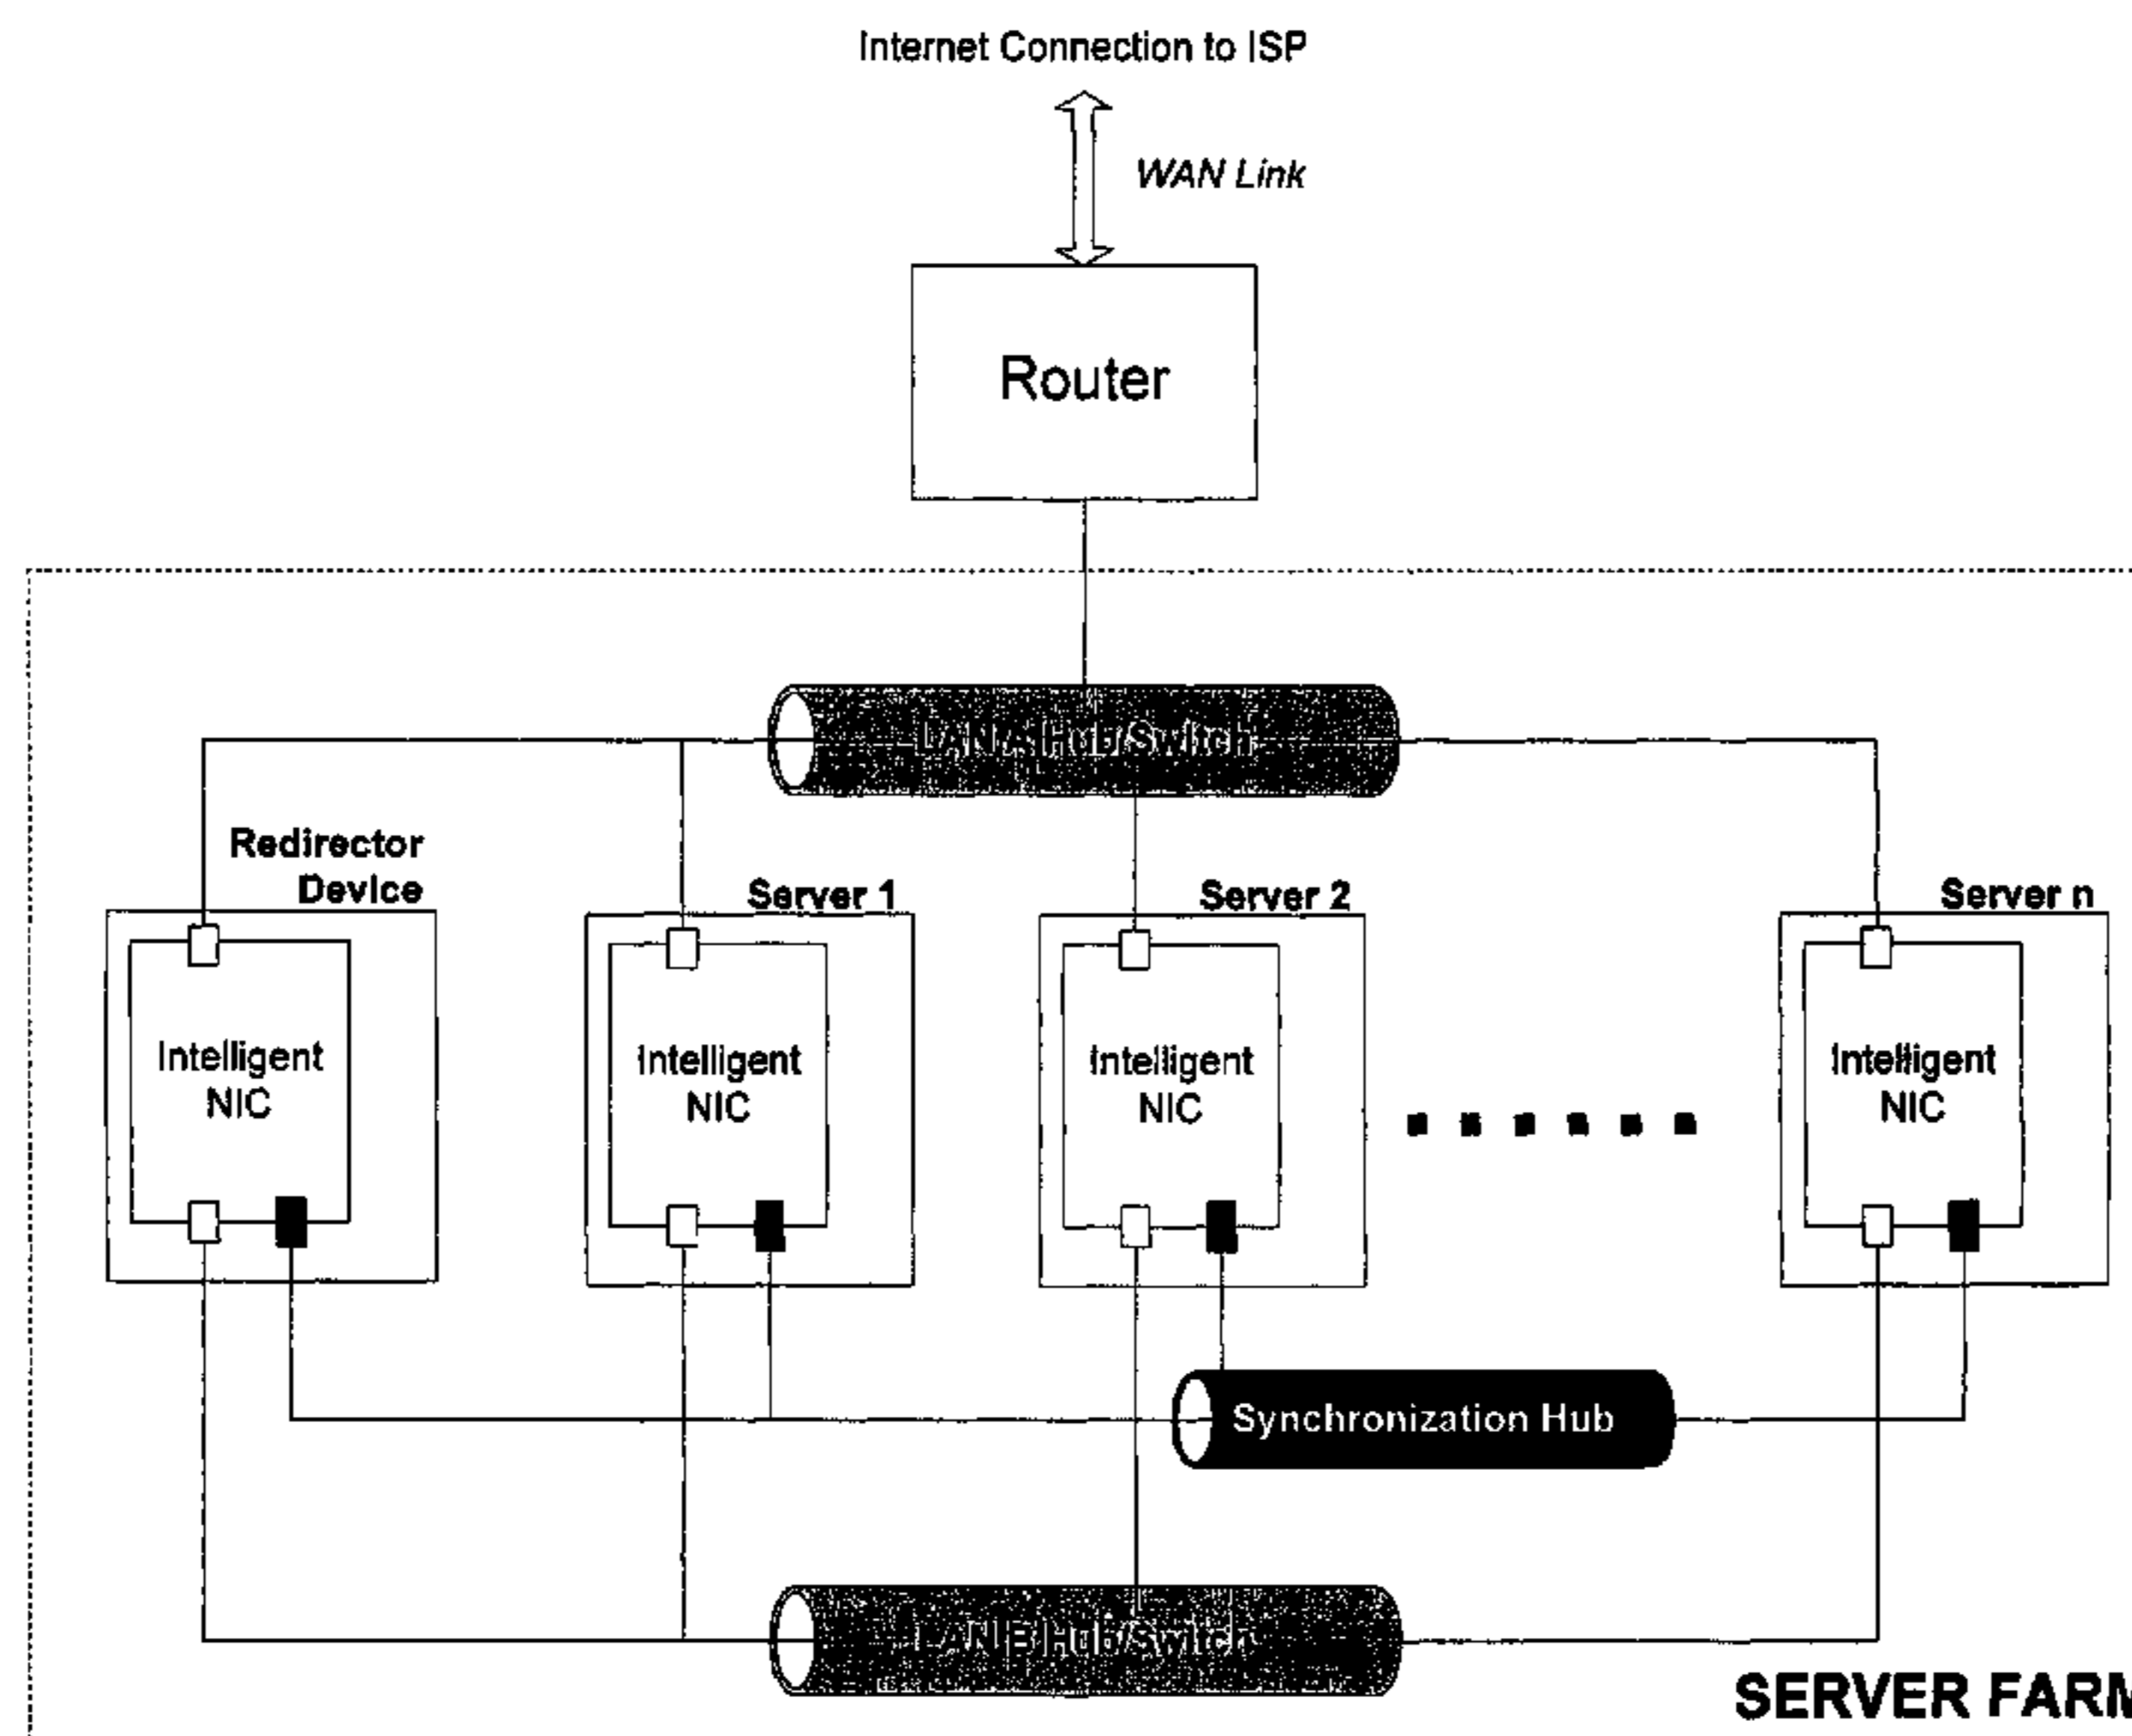 Internet Connection to ISP
WAN Link
Router
LAN A Hub/Switch
Redirector
Device
Server 1
Server 2
Server n
Intelligent
NIC
Intelligent
NIC
Intelligent
NIC
Intelligent
NIC
Synchronization Hub
LAN B Hub/Switch
SERVER FARM